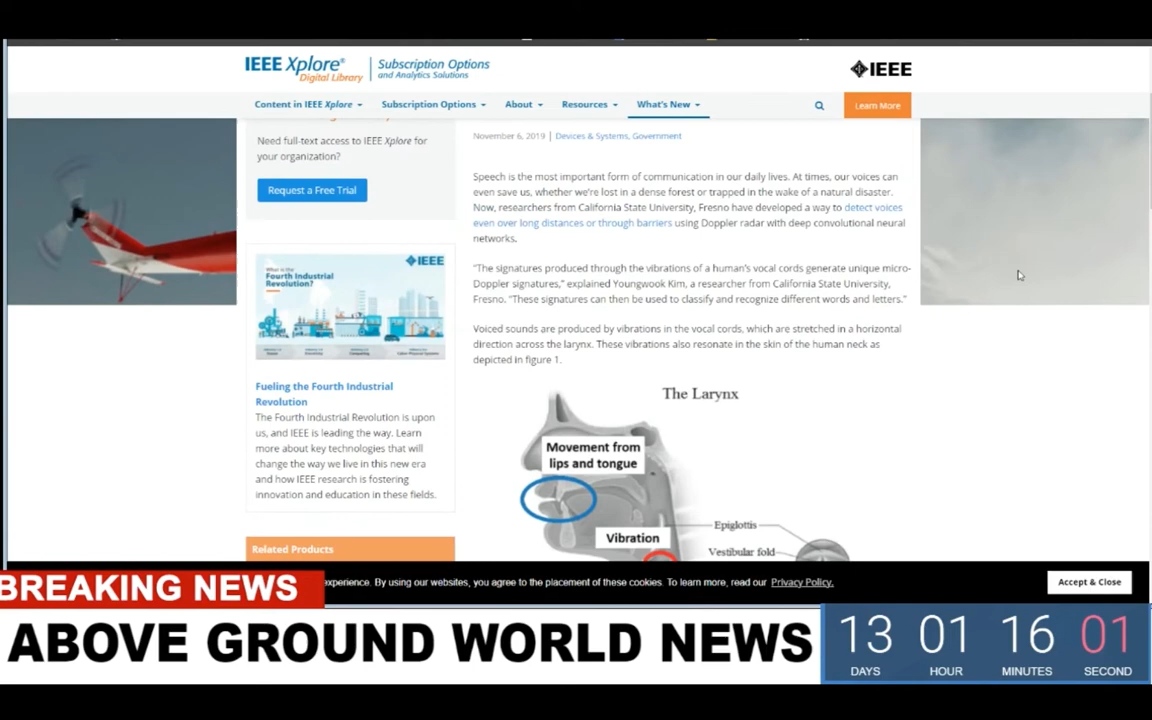 IEEE Xplore®
Digital Library
Subscription Options
and Analytics Solutions
IEEE
Content in IEEE Xplore
Subscription Options
About
Resources
What's New
Learn More
Need full-text access to IEEE Xplore for
your organization?
Request a Free Trial
IEEE
What is the
Fourth Industrial
Revolution?
Fueling the Fourth Industrial
Revolution
The Fourth Industrial Revolution is upon
us, and IEEE is leading the way. Learn
more about key technologies that will
change the way we live in this new era
and how IEEE research is fostering
innovation and education in these fields.
Related Products
November 6, 2019 | Devices & Systems, Government
Speech is the most important form of communication in our daily lives. At times, our voices can
even save us, whether we're lost in a dense forest or trapped in the wake of a natural disaster.
Now, researchers from California State University, Fresno have developed a way to detect voices
even over long distances or through barriers using Doppler radar with deep convolutional neural
networks.
"The signatures produced through the vibrations of a human's vocal cords generate unique micro-
Doppler signatures," explained Youngwook Kim, a researcher from California State University,
Fresno. "These signatures can then be used to classify and recognize different words and letters."
Voiced sounds are produced by vibrations in the vocal cords, which are stretched in a horizontal
direction across the larynx. These vibrations also resonate in the skin of the human neck as
depicted in figure 1.
The Larynx
Movement from
lips and tongue
Vibration
Epiglottis
Vestibular fold
experience. By using our websites, you agree to the placement of these cookies. To learn more, read our Privacy Policy.
Accept & Close
BREAKING NEWS
ABOVE GROUND WORLD NEWS
13 01 16 01
DAYS HOUR MINUTES SECOND